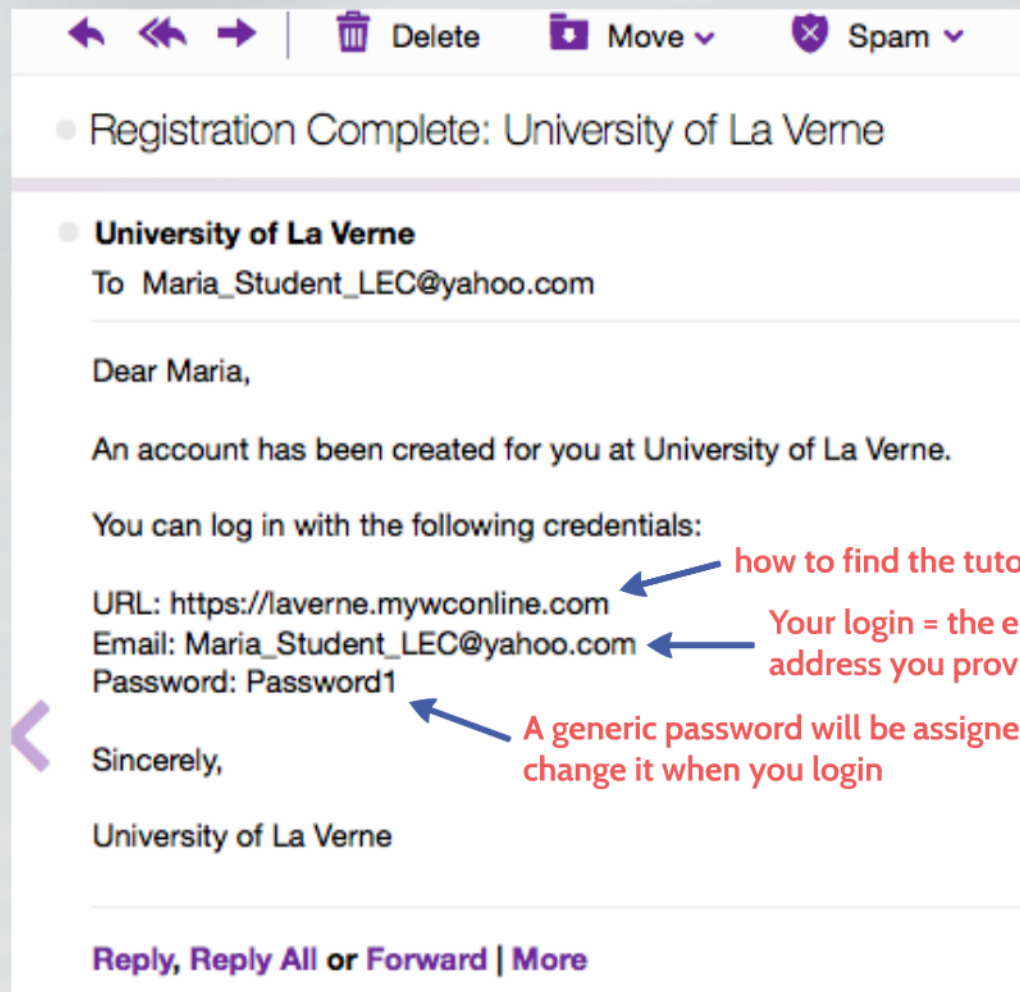 Delete Move Spam
Registration Complete: University of La Verne
University of La Verne
To Maria_Student_LEC@yahoo.com
Dear Maria,
An account has been created for you at University of La Verne.
You can log in with the following credentials:
how to find the tuto
URL: https://laverne.mywconline.com
Your login = the e
Email: Maria_Student_LEC@yahoo.com
address you prov
Password: Password1
A generic password will be assigne
change it when you login
Sincerely,
University of La Verne
Reply, Reply All or Forward | More